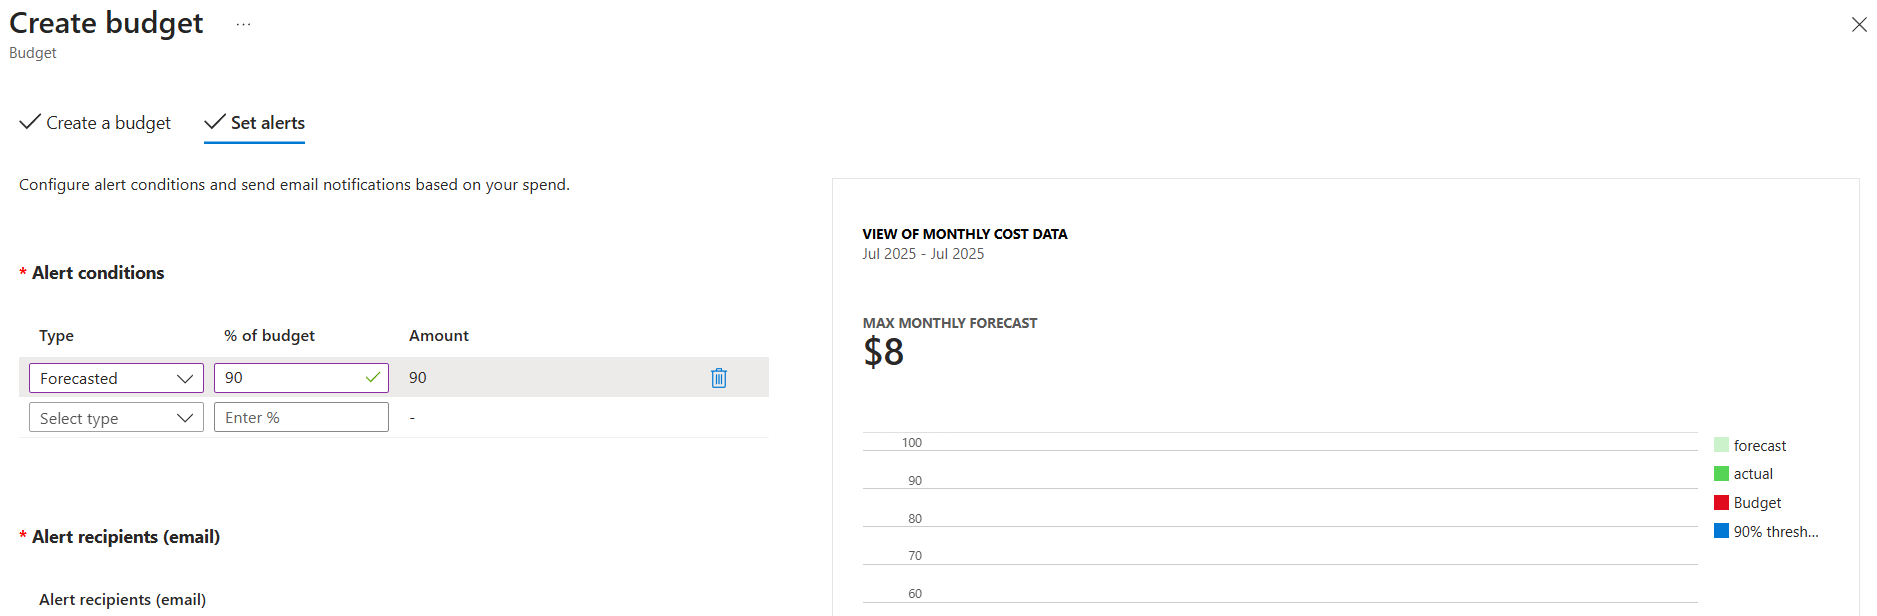 Create budget ...
Budget
Create a budget
Set alerts
Configure alert conditions and send email notifications based on your spend.
* Alert conditions
Type % of budget Amount
Forecasted 90 90
Select type Enter % -
* Alert recipients (email)
Alert recipients (email)
VIEW OF MONTHLY COST DATA
Jul 2025 - Jul 2025
MAX MONTHLY FORECAST
$8
100
90
80
70
60
forecast
actual
Budget
90% thresh...